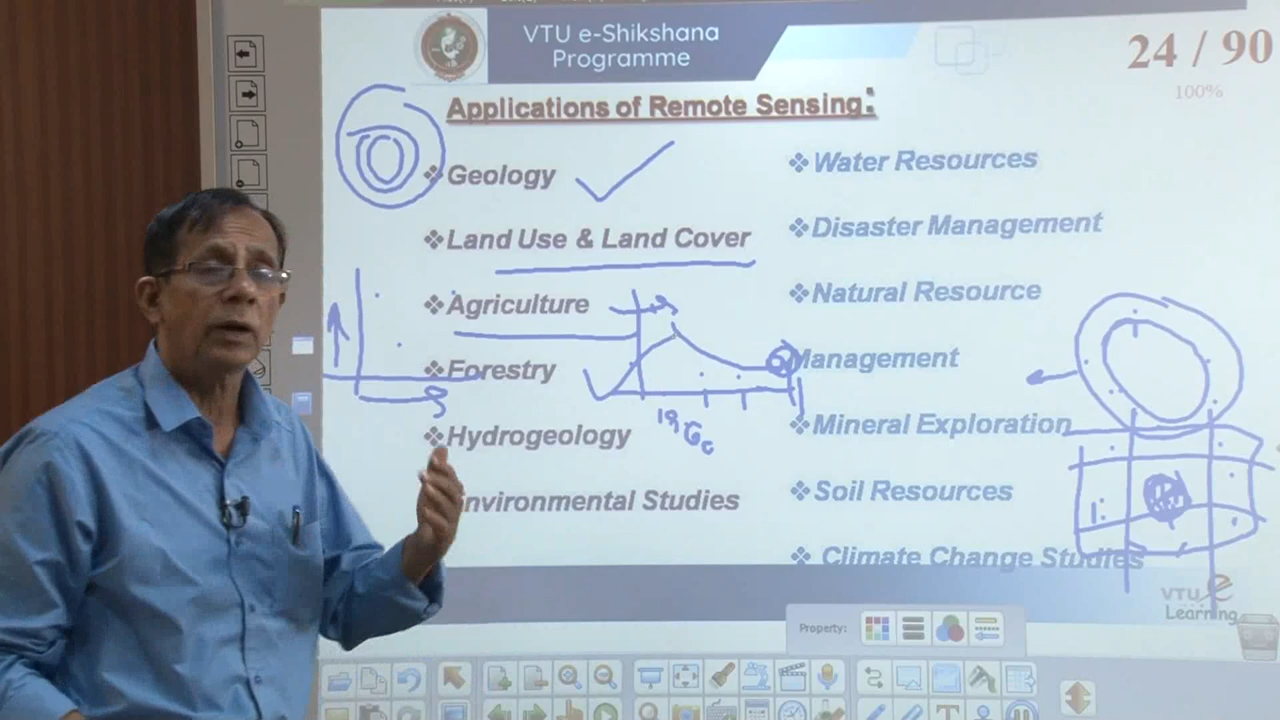 VTU e-Shikshana
Programme
24 / 90
100%
Applications of Remote Sensing:
❖Geology
❖Land Use & Land Cover
❖Agriculture
❖Forestry
❖Hydrogeology
Environmental Studies
❖Water Resources
❖Disaster Management
❖Natural Resource
Management
❖Mineral Exploration
❖Soil Resources
❖ Climate Change Studies
VTU e
Learning
Property: